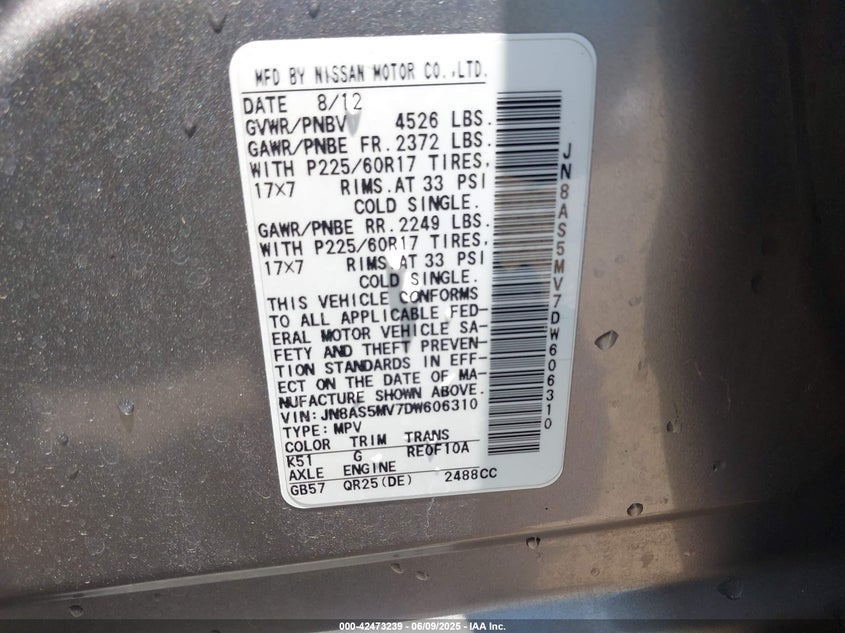 MFD BY NISSAN MOTOR CO.,LTD.
DATE 8/12
GVWR/PNBV 4526 LBS.
GAWR/PNBE FR.2372 LBS.
WITH P225/60R17 TIRES,
17×7 RIMS.AT 33 PSI
COLD SINGLE.
GAWR/PNBE RR.2249 LBS.
WITH P225/60R17 TIRES,
17×7 RIMS.AT 33 PSI
COLD SINGLE.
THIS VEHICLE CONFORMS
TO ALL APPLICABLE FED-
ERAL MOTOR VEHICLE SA-
FETY AND THEFT PREVEN-
TION STANDARDS IN EFF-
ECT ON THE DATE OF MA-
NUFACTURE SHOWN ABOVE.
VIN:JN8AS5MV7DW606310
TYPE:MPV
COLOR TRIM TRANS
K51 G RE0F10A
AXLE ENGINE
GB57 QR25(DE) 2488CC
JN8AS5MV7DW606310
000-42473239 - 06/09/2025 - IAA Inc.